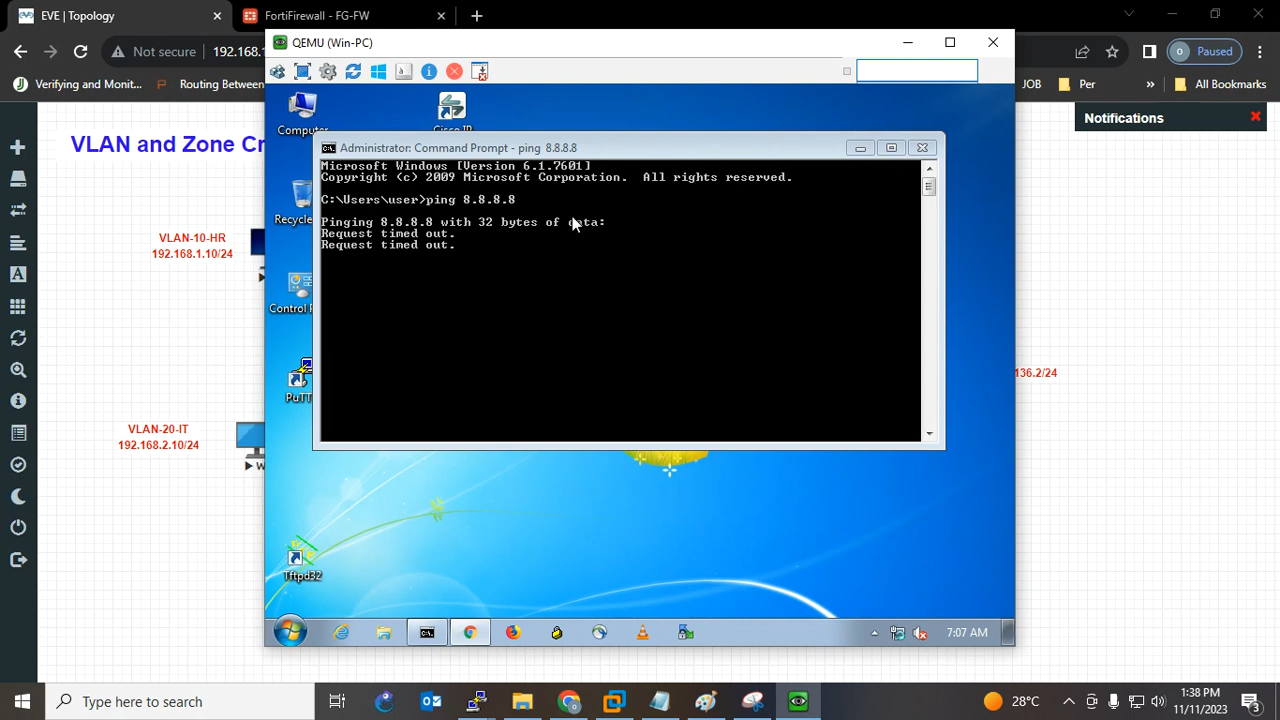 EVE | Topology
FortiFirewall - FG-FW
Not secure
192.168.
Paused
QEMU (Win-PC)
Verifying and Monit...
Routing Between
JOB
Per
»
All Bookmarks
Notifications
VLAN and Zone Cr
Computer
Recycle
Control P
PuTT
Tftpd32
Administrator: Command Prompt - ping 8.8.8.8
Microsoft Windows [Version 6.1.7601]
Copyright (c) 2009 Microsoft Corporation.  All rights reserved.
C:\Users\user>ping 8.8.8.8
Pinging 8.8.8.8 with 32 bytes of data:
Request timed out.
Request timed out.
VLAN-10-HR
192.168.1.10/24
136.2/24
VLAN-20-IT
192.168.2.10/24
W
7:07 AM
Type here to search
28°C
1:38 PM
11/11/2023
3